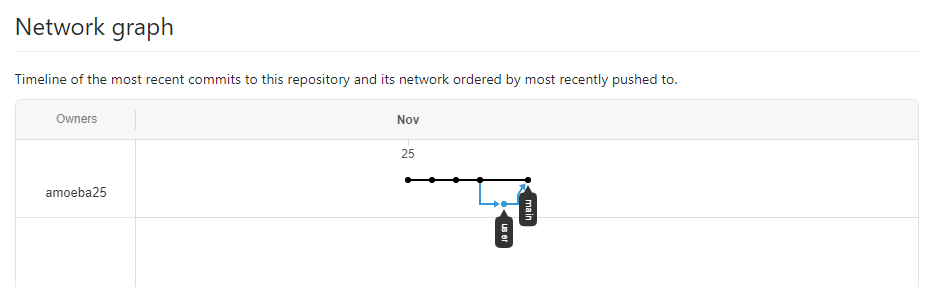 Network graph
Timeline of the most recent commits to this repository and its network ordered by most recently pushed to.
Owners
Nov
25
amoeba25
main
user